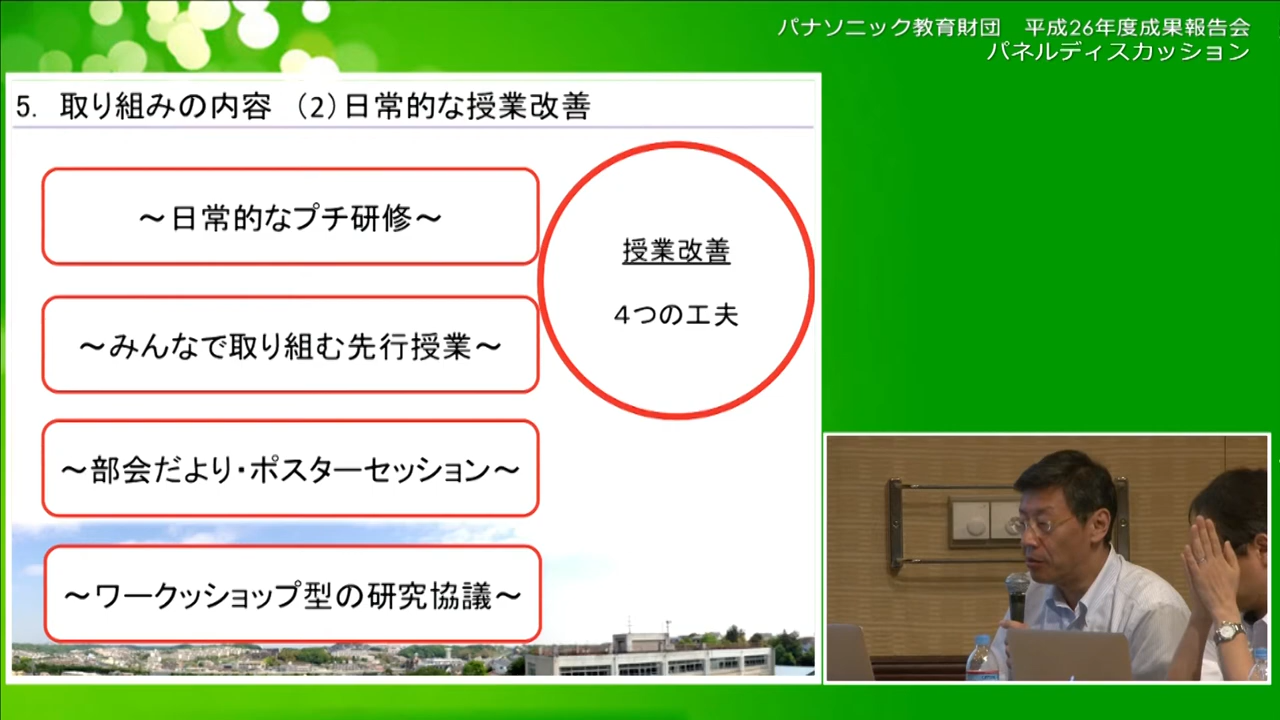 パナソニック教育財団　平成26年度成果報告会
パネルディスカッション
5.　取り組みの内容　(2)日常的な授業改善
～日常的なプチ研修～
～みんなで取り組む先行授業～
～部会だより・ポスターセッション～
～ワークッショップ型の研究協議～
授業改善
４つの工夫